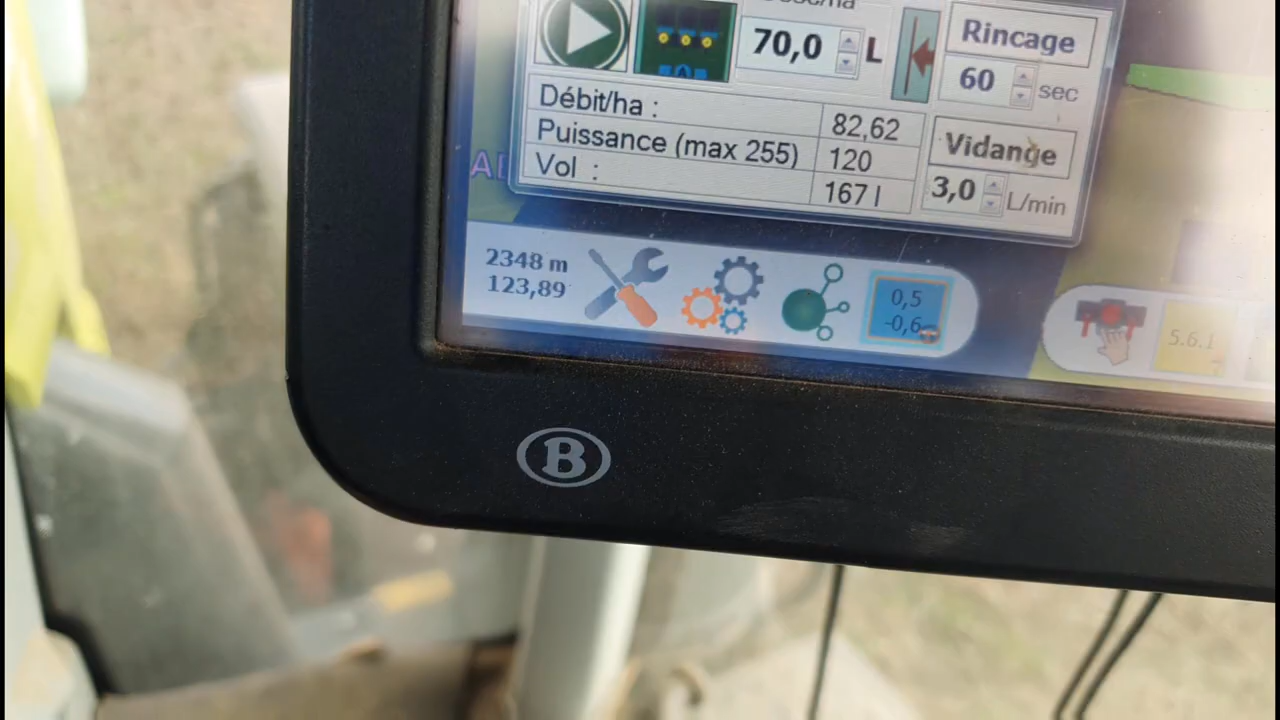 70,0 L
Rincage
60 sec
Débit/ha : 82,62
Puissance (max 255) 120
Vol : 167 l
Vidange
3,0 L/min
2348 m
123,89
0,5
-0,6
5.6.1
B